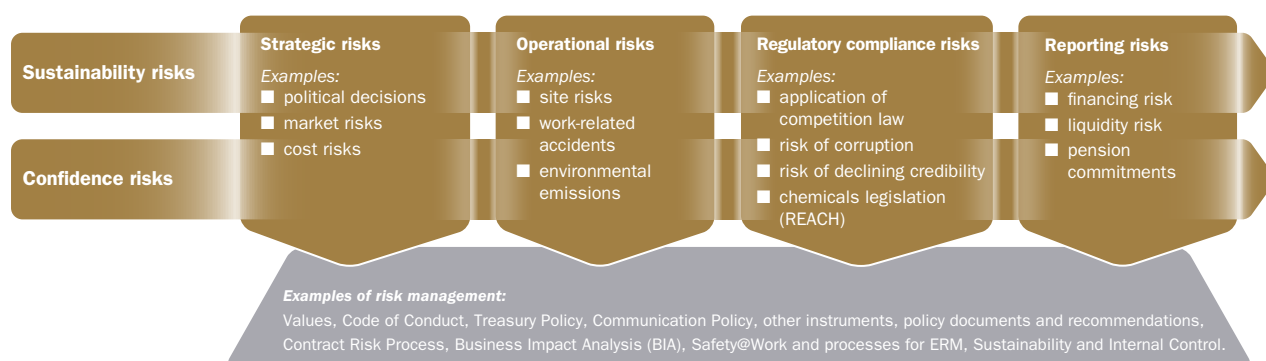 Sustainability risks
Confidence risks
Strategic risks
Examples:
■ political decisions
■ market risks
■ cost risks
Operational risks
Examples:
■ site risks
■ work-related
accidents
■ environmental
emissions
Regulatory compliance risks
Examples:
■ application of
competition law
■ risk of corruption
■ risk of declining credibility
■ chemicals legislation
(REACH)
Reporting risks
Examples:
■ financing risk
■ liquidity risk
■ pension
commitments
Examples of risk management:
Values, Code of Conduct, Treasury Policy, Communication Policy, other instruments, policy documents and recommendations,
Contract Risk Process, Business Impact Analysis (BIA), Safety@Work and processes for ERM, Sustainability and Internal Control.